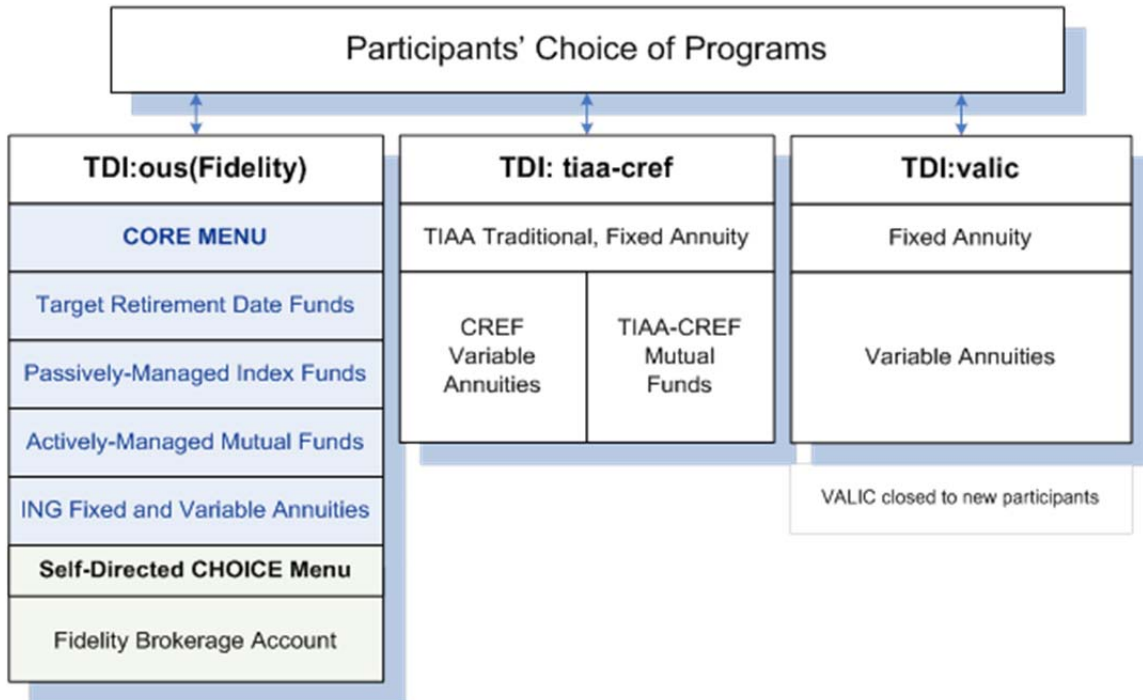 Participants' Choice of Programs
TDI:ous(Fidelity)
CORE MENU
Target Retirement Date Funds
Passively-Managed Index Funds
Actively-Managed Mutual Funds
ING Fixed and Variable Annuities
Self-Directed CHOICE Menu
Fidelity Brokerage Account
TDI: tiaa-cref
TIAA Traditional, Fixed Annuity
CREF
Variable
Annuities
TIAA-CREF
Mutual
Funds
TDI:valic
Fixed Annuity
Variable Annuities
VALIC closed to new participants